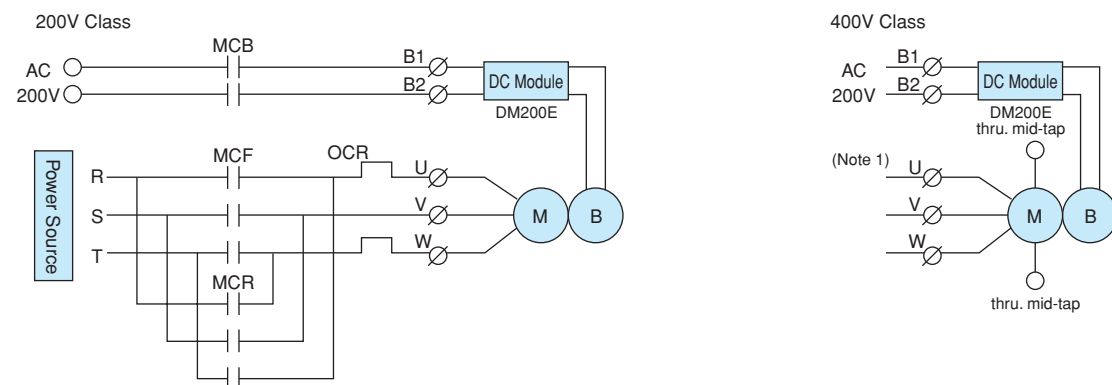 200V Class
MCB
AC
200V
B1
B2
DC Module
DM200E
Power Source
R
S
T
MCF
OCR
U
V
W
MCR
M
B
400V Class
AC
200V
B1
B2
DC Module
DM200E
thru. mid-tap
(Note 1)
U
V
W
M
B
thru. mid-tap